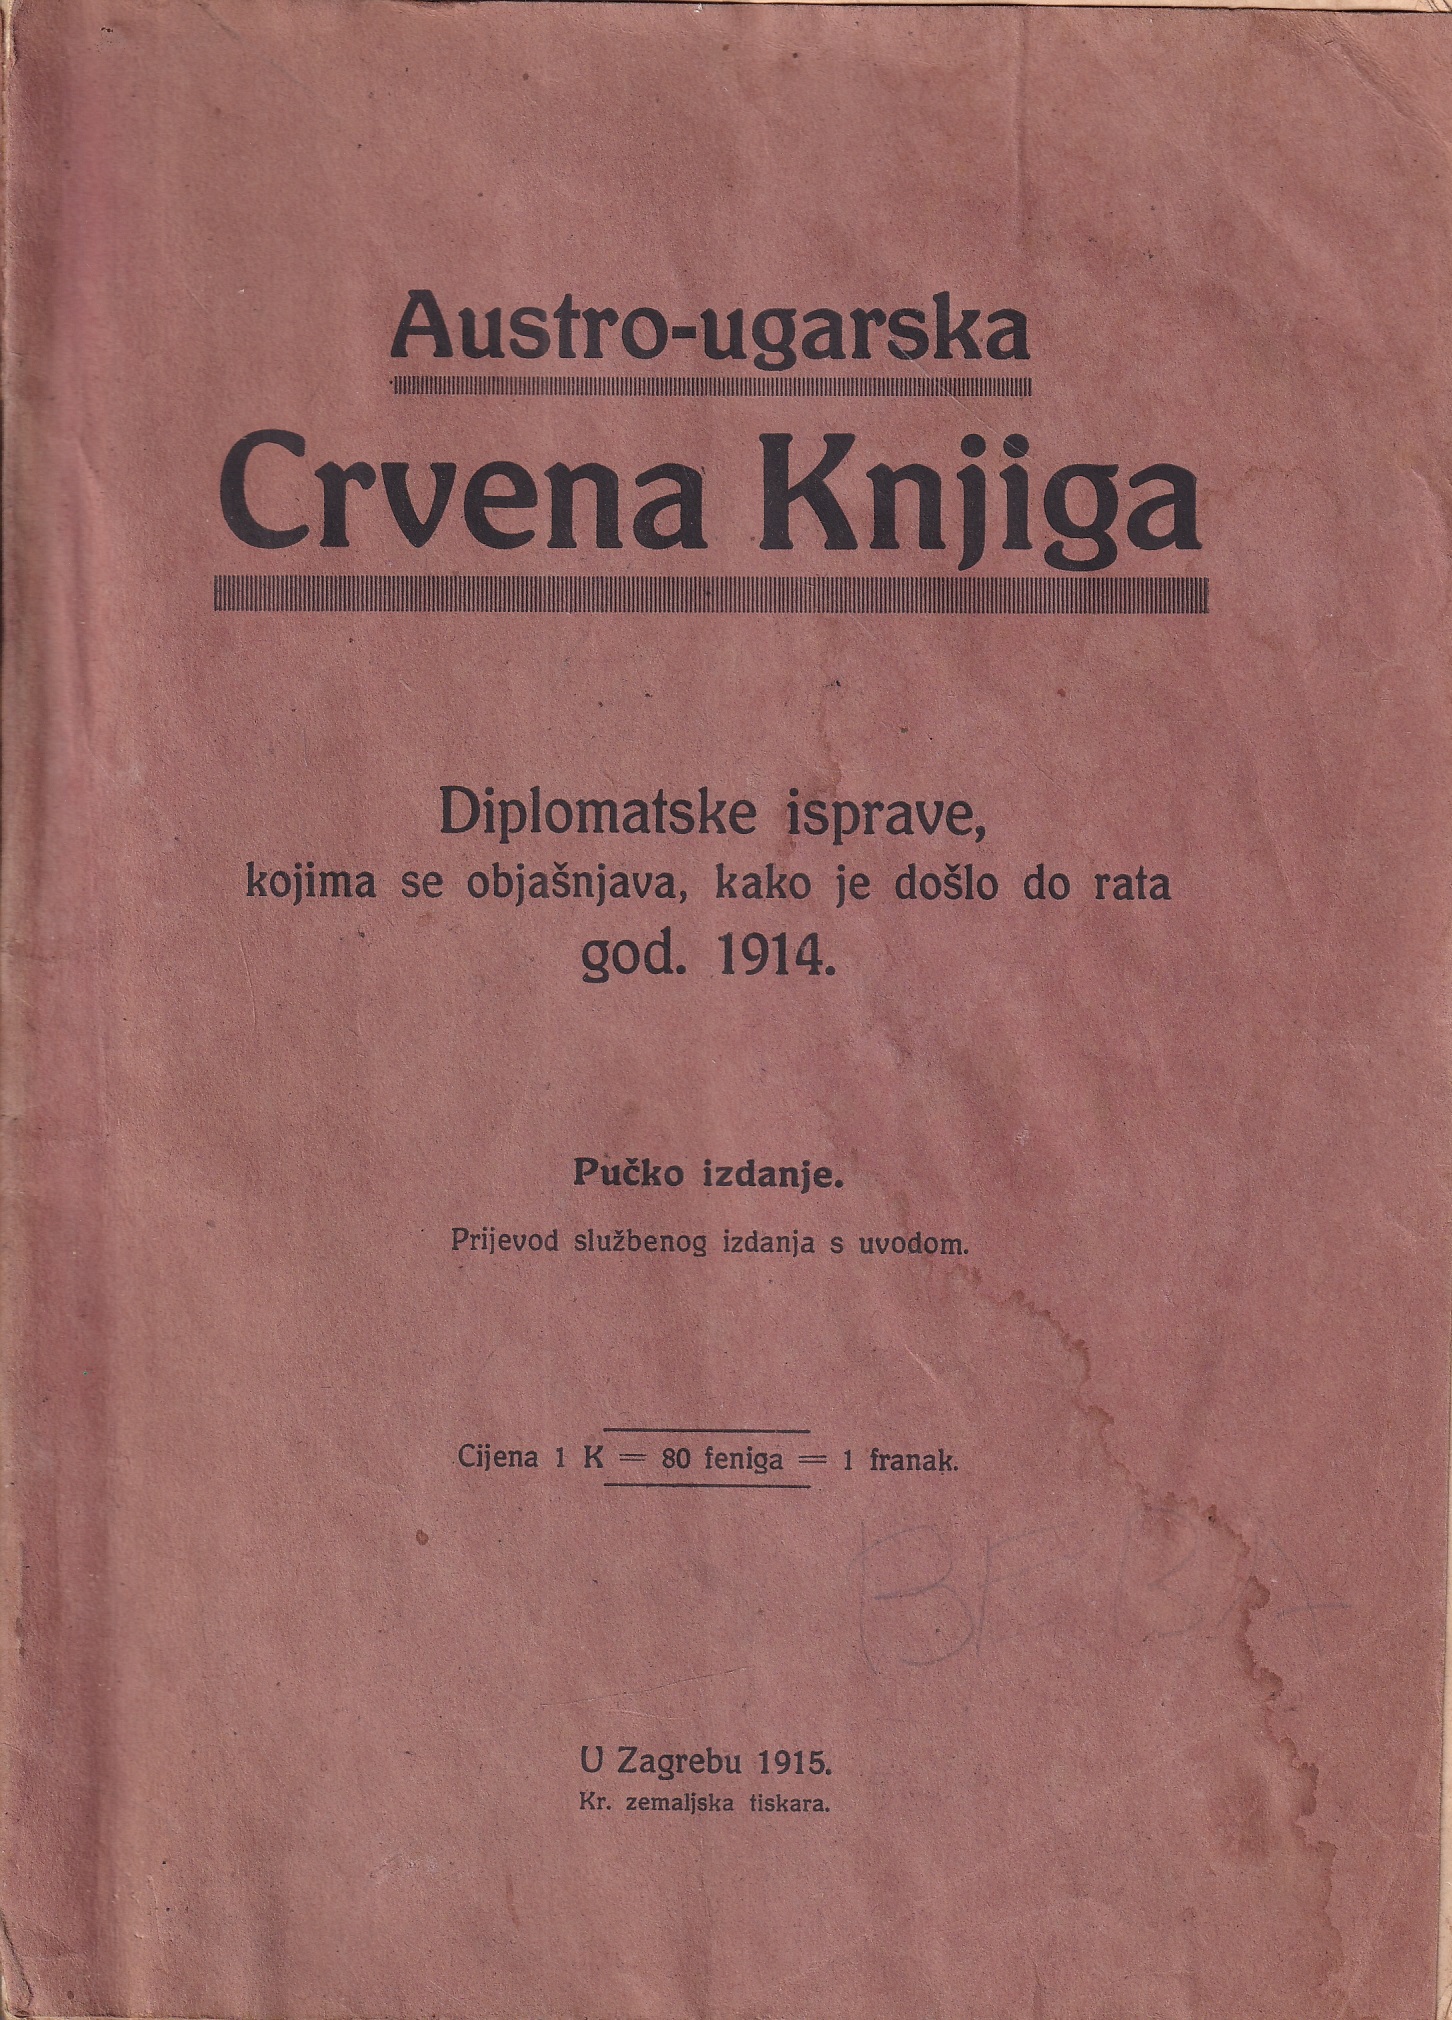 Austro-ugarska
Crvena Knjiga
Diplomatske isprave,
kojima se objašnjava, kako je došlo do rata
god. 1914.
Pučko izdanje.
Prijevod službenog izdanja s uvodom.
Cijena 1 K = 80 feniga = 1 franak.
U Zagrebu 1915.
Kr. zemaljska tiskara.